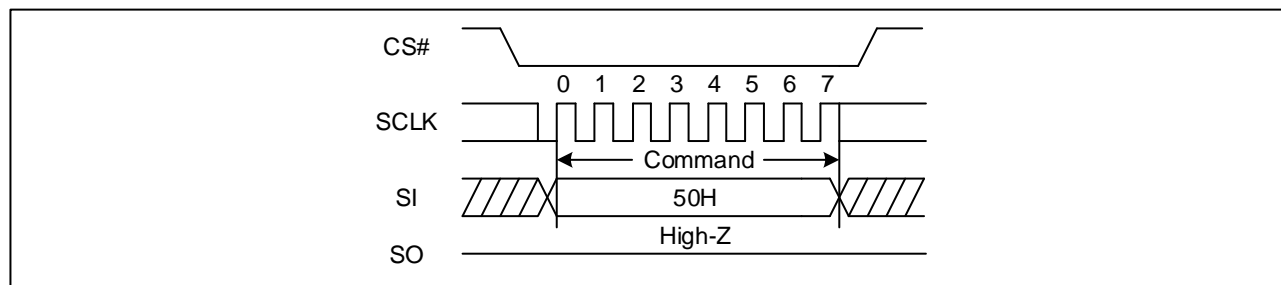 CS#
0 1 2 3 4 5 6 7
SCLK
Command
SI
50H
High-Z
SO